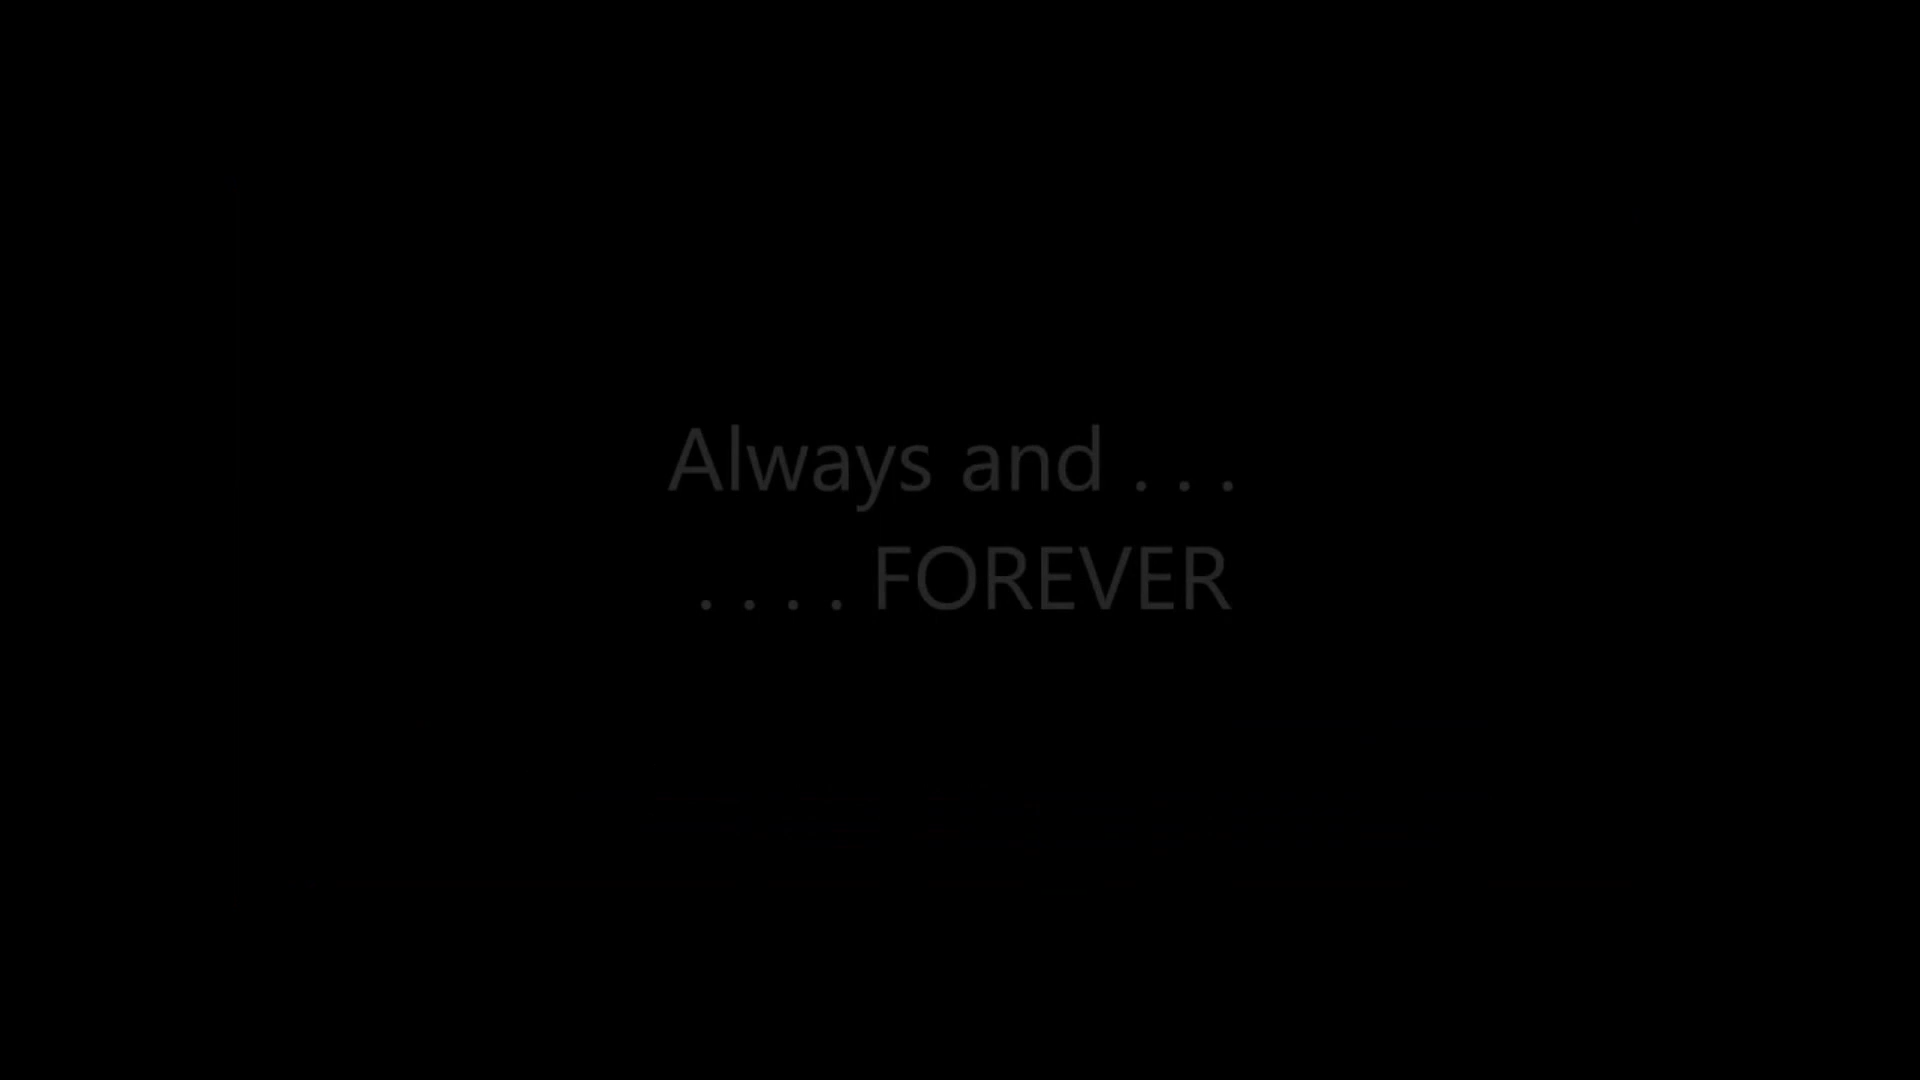 Always and . . .
. . . . FOREVER